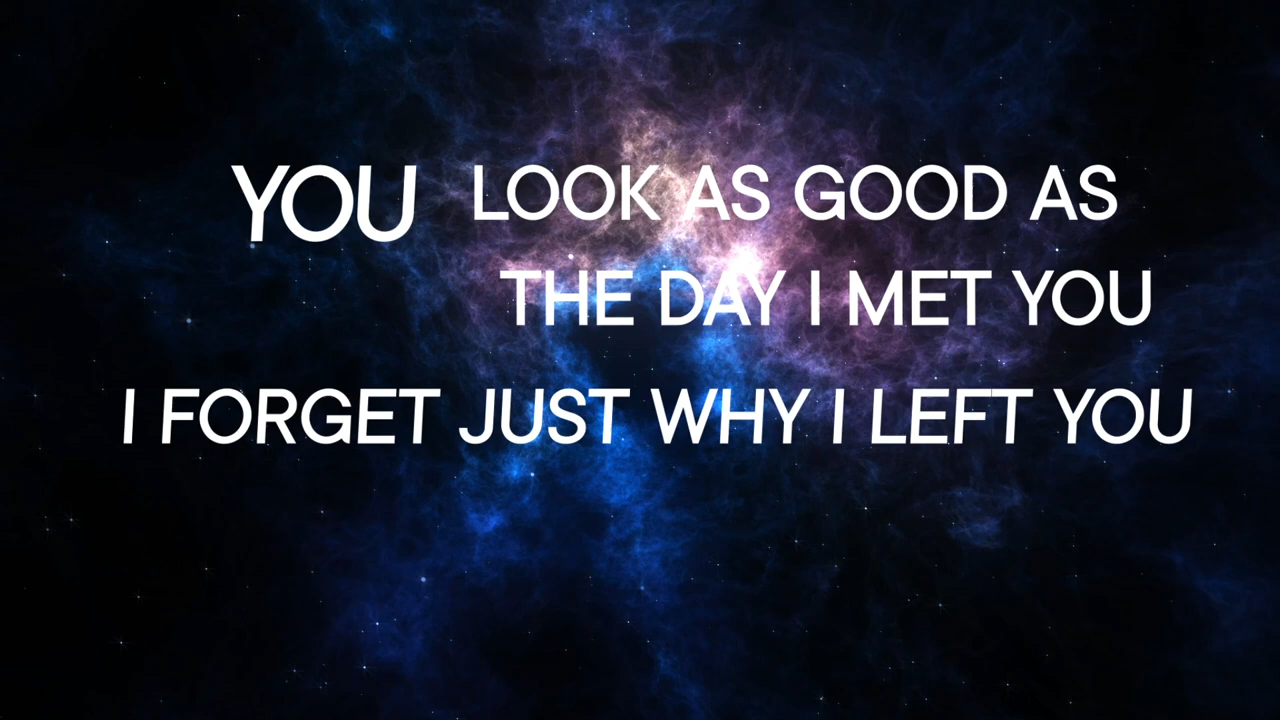 YOU LOOK AS GOOD AS
THE DAY I MET YOU
I FORGET JUST WHY I LEFT YOU